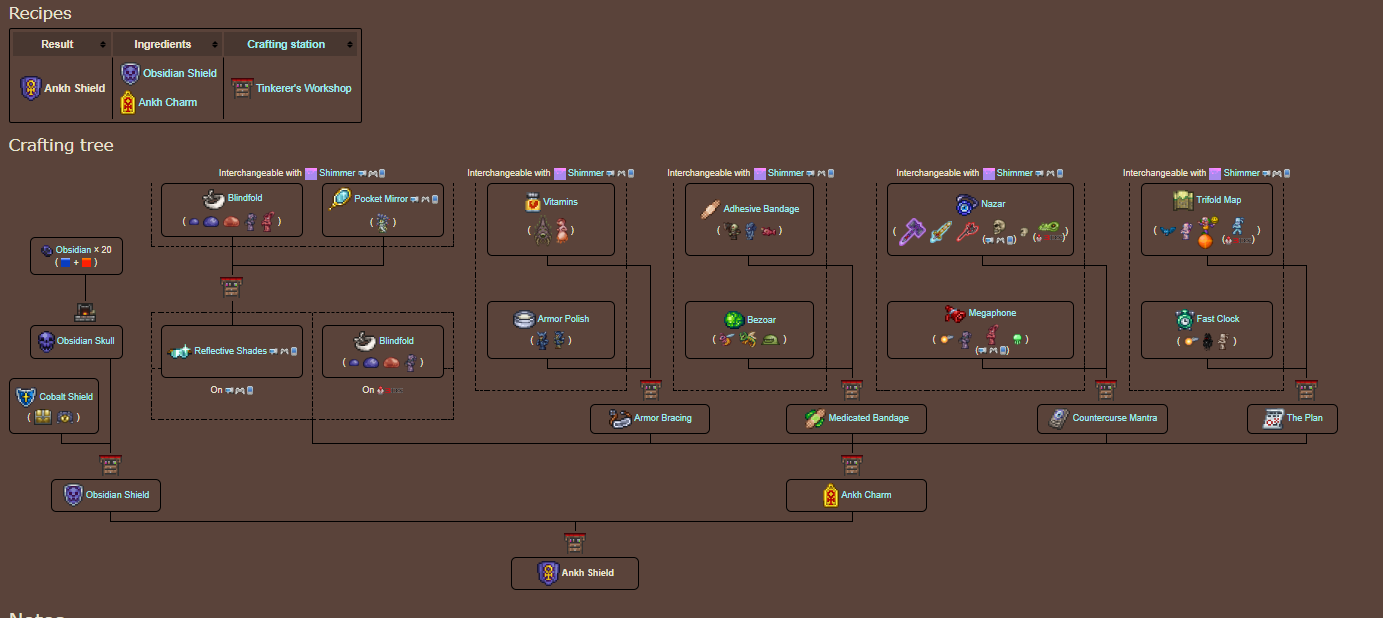 Recipes
Result Ingredients Crafting station
Ankh Shield
Obsidian Shield
Ankh Charm
Tinkerer's Workshop
Crafting tree
Interchangeable with Shimmer
Interchangeable with Shimmer
Interchangeable with Shimmer
Interchangeable with Shimmer
Interchangeable with Shimmer
Blindfold
Pocket Mirror
Vitamins
Adhesive Bandage
Nazar
Trifold Map
Obsidian × 20
( + )
Obsidian Skull
Reflective Shades
Blindfold
Armor Polish
Bezoar
Megaphone
Fast Clock
On
On
Cobalt Shield
Armor Bracing
Medicated Bandage
Countercurse Mantra
The Plan
Obsidian Shield
Ankh Charm
Ankh Shield